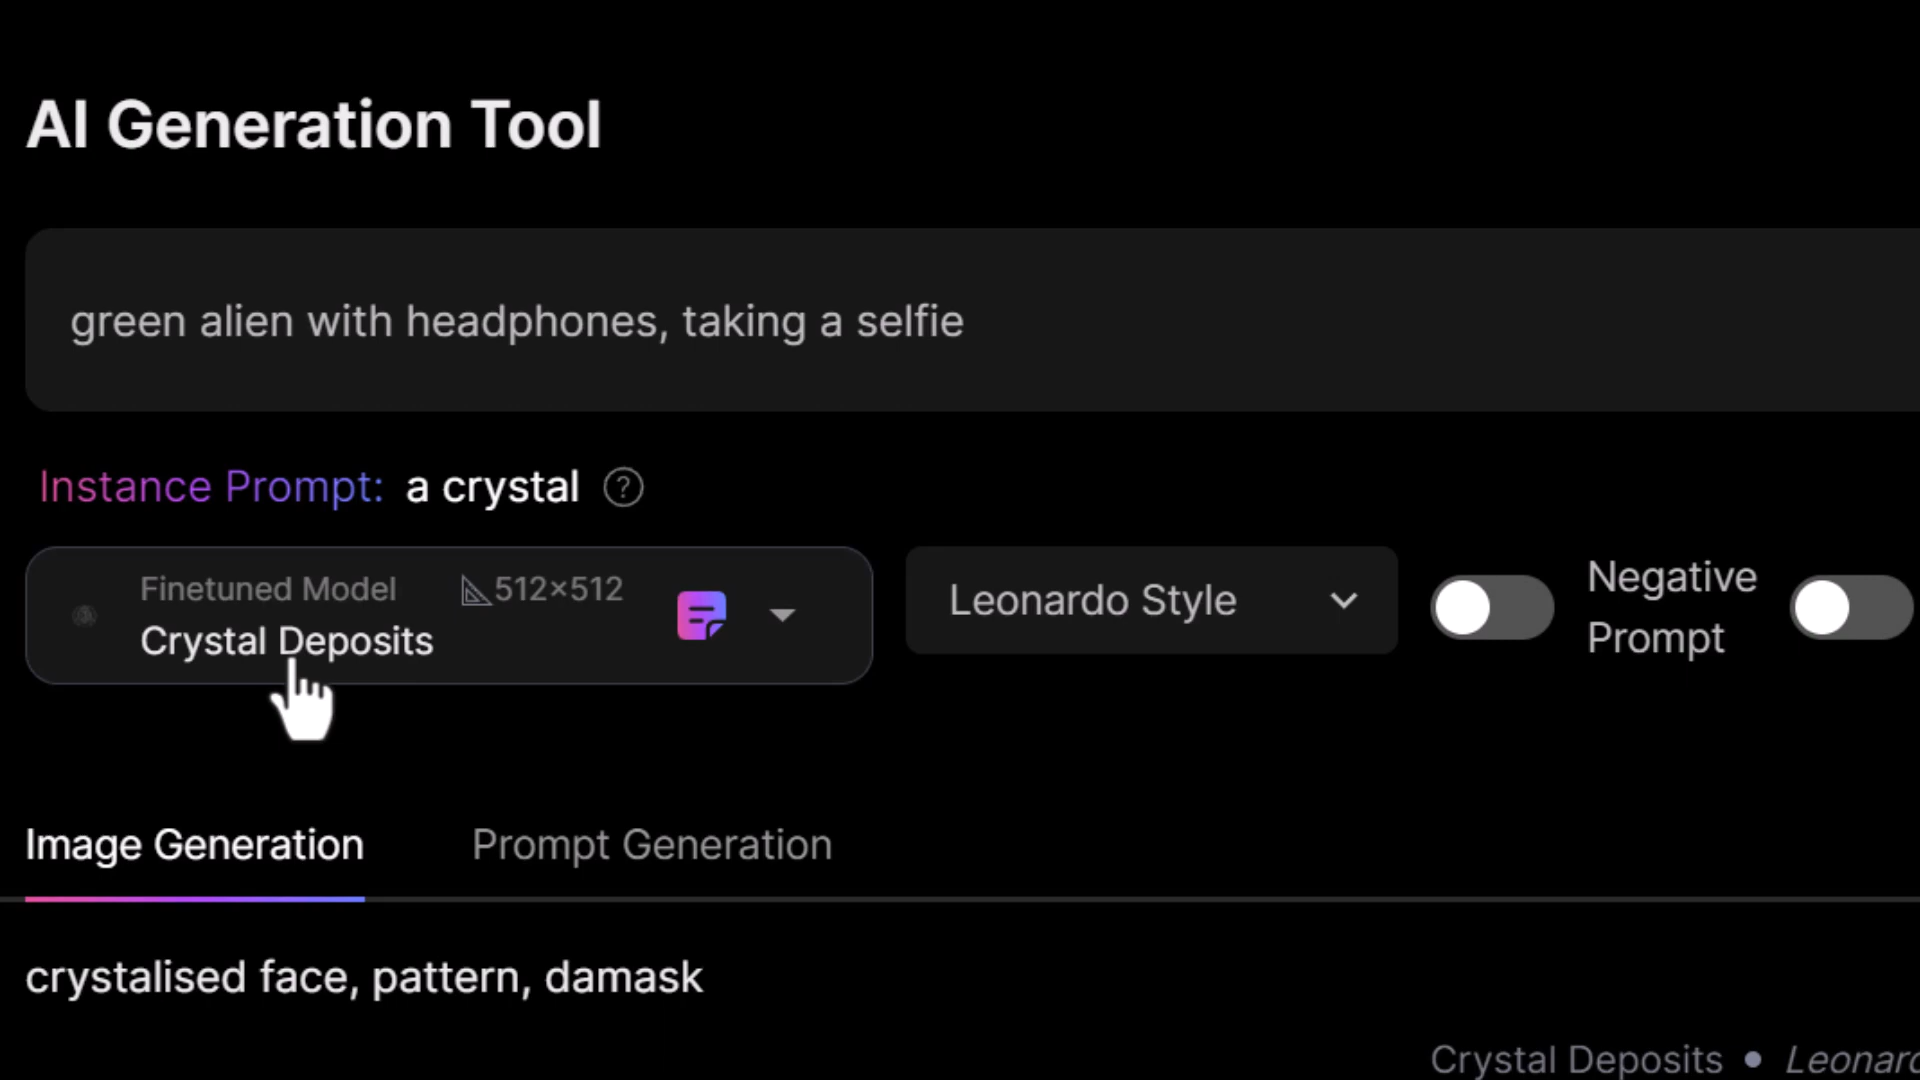 AI Generation Tool
green alien with headphones, taking a selfie
Instance Prompt: a crystal ?
Finetuned Model 512×512
Crystal Deposits
Leonardo Style
Negative
Prompt
Image Generation Prompt Generation
crystalised face, pattern, damask
Crystal Deposits • Leonard